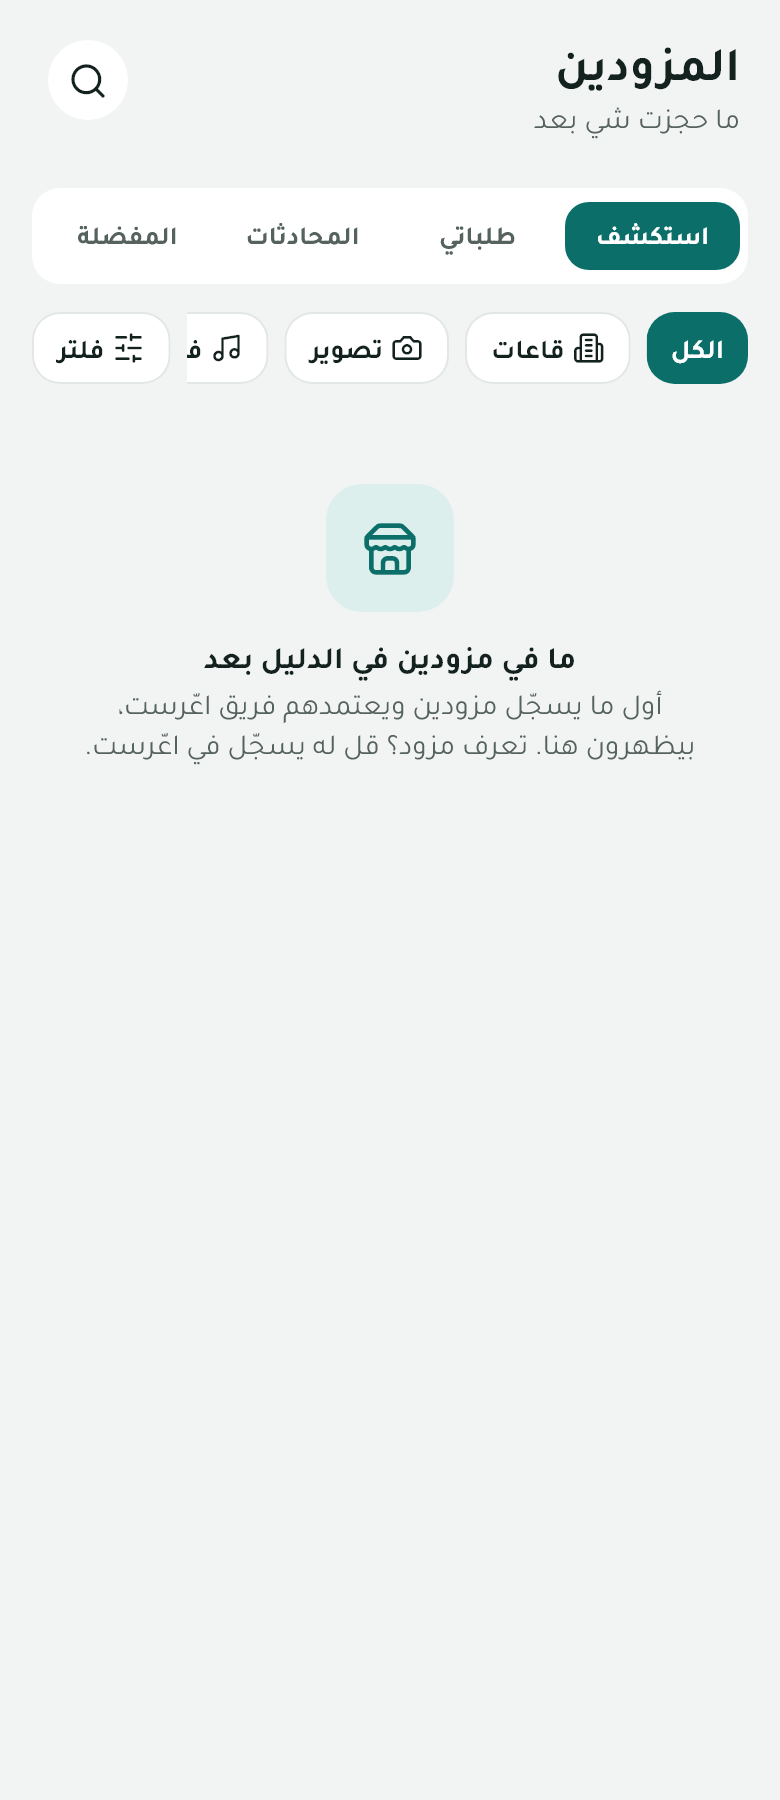 المزودين
ما حجزت شي بعد
استكشف
طلباتي
المحادثات
المفضلة
الكل
قاعات
تصوير
فلتر
ما في مزودين في الدليل بعد
أول ما يسجّل مزودين ويعتمدهم فريق اعّرست،
بيظهرون هنا. تعرف مزود؟ قل له يسجّل في اعّرست.